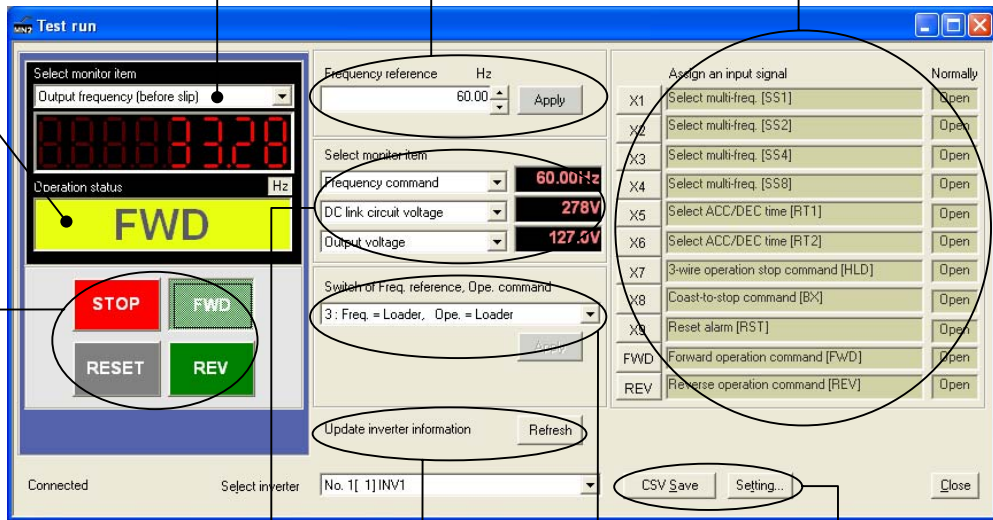 MNZ Test run
Select monitor item
Output frequency (before slip)
33.28
Operation status
Hz
FWD
STOP
FWD
RESET
REV
Frequency reference
Hz
60.00
Apply
Select monitor item
Frequency command
60.00Hz
DC link circuit voltage
278V
Output voltage
127.0V
Switch of Freq. reference, Ope. command
3 : Freq. = Loader, Ope. = Loader
Apply
Update inverter information
Refresh
Assign an input signal
Normally
X1 Select multi-freq. [SS1] Open
X2 Select multi-freq. [SS2] Open
X3 Select multi-freq. [SS4] Open
X4 Select multi-freq. [SS8] Open
X5 Select ACC/DEC time [RT1] Open
X6 Select ACC/DEC time [RT2] Open
X7 3-wire operation stop command [HLD] Open
X8 Coast-to-stop command [BX] Open
X9 Reset alarm [RST] Open
FWD Forward operation command [FWD] Open
REV Reverse operation command [REV] Open
Connected
Select inverter
No. 1[ 1] INV1
CSV Save
Setting...
Close